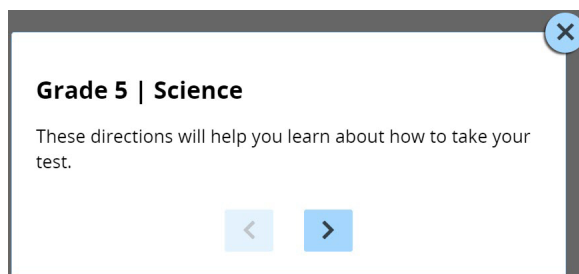 Grade 5 | Science
These directions will help you learn about how to take your
test.